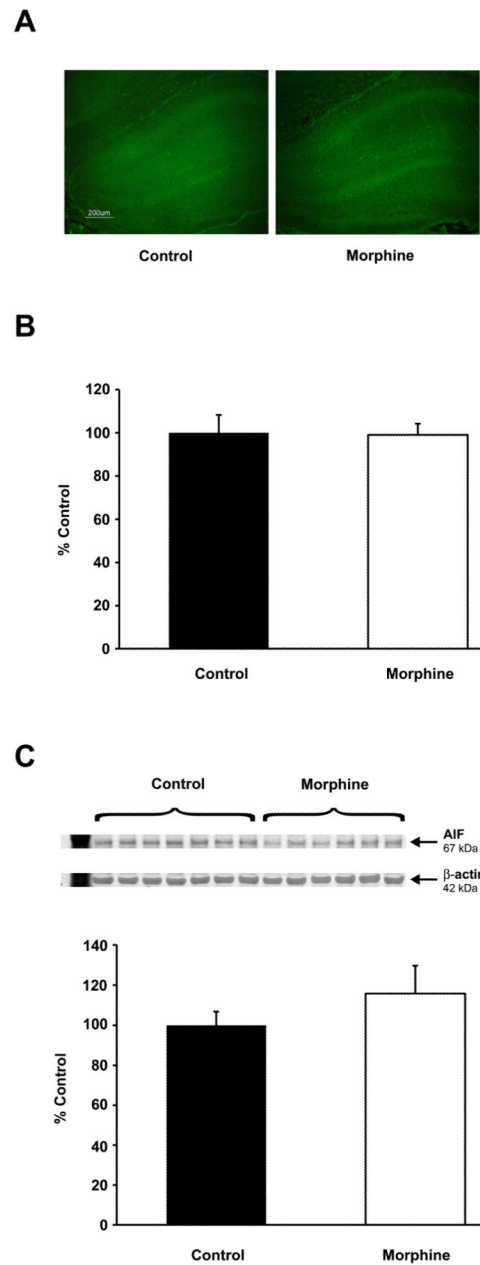 A
200um
Control Morphine
B
120
100
80
60
40
20
0
% Control
Control Morphine
C
Control Morphine
AIF
67 kDa
β-actin
42 kDa
140
120
100
80
60
40
20
0
% Control
Control Morphine